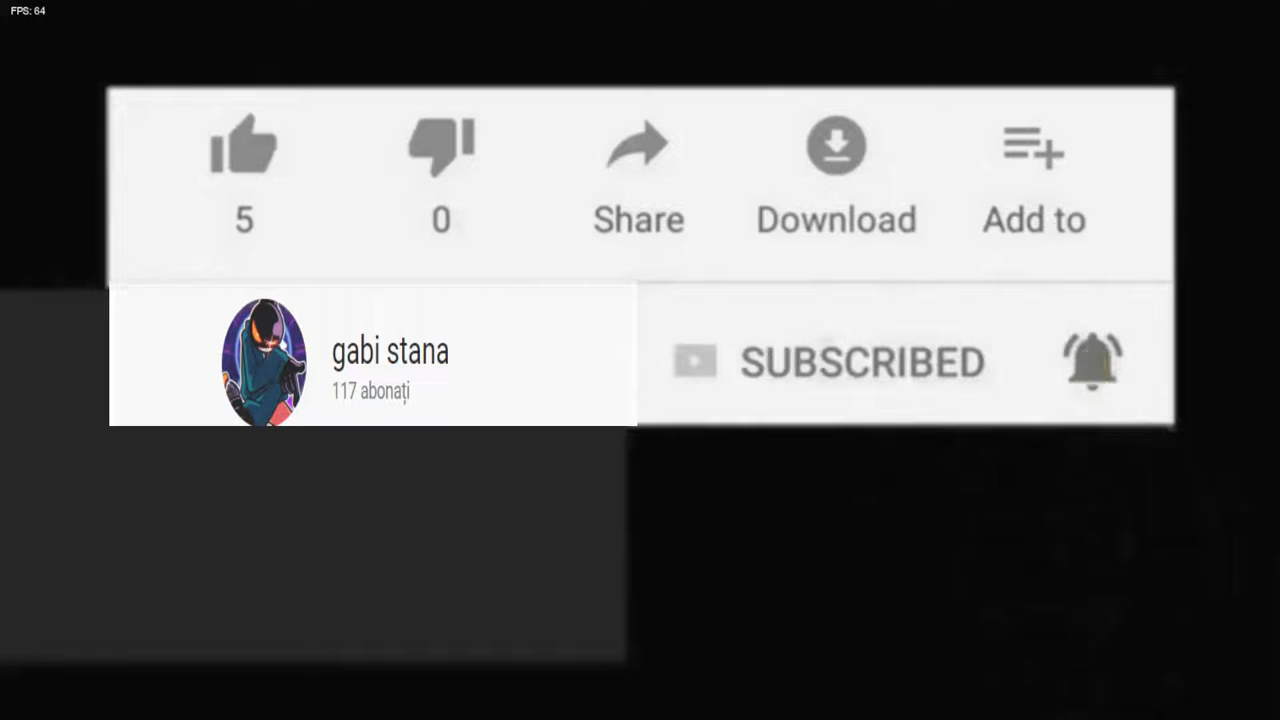 FPS: 64
5 0 Share Download Add to
gabi stana
117 abonați
SUBSCRIBED